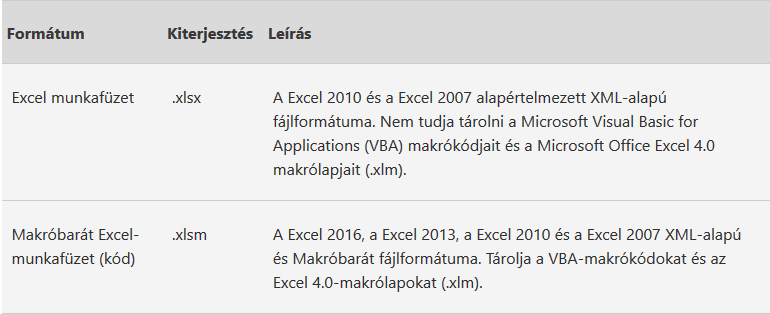 Formátum Kiterjesztés Leírás
Excel munkafüzet .xlsx A Excel 2010 és a Excel 2007 alapértelmezett XML-alapú
fájlformátuma. Nem tudja tárolni a Microsoft Visual Basic for
Applications (VBA) makrókódjait és a Microsoft Office Excel 4.0
makrólapjait (.xlm).
Makróbarát Excel- .xlsm A Excel 2016, a Excel 2013, a Excel 2010 és a Excel 2007 XML-alapú
munkafüzet (kód) és Makróbarát fájlformátuma. Tárolja a VBA-makrókódokat és az
Excel 4.0-makrólapokat (.xlm).